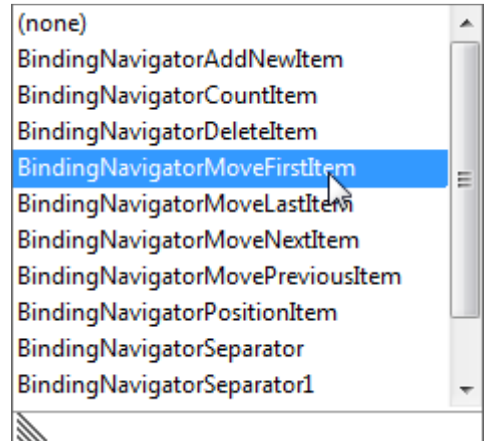 (none)
BindingNavigatorAddNewItem
BindingNavigatorCountItem
BindingNavigatorDeleteItem
BindingNavigatorMoveFirstItem
BindingNavigatorMoveLastItem
BindingNavigatorMoveNextItem
BindingNavigatorMovePreviousItem
BindingNavigatorPositionItem
BindingNavigatorSeparator
BindingNavigatorSeparator1